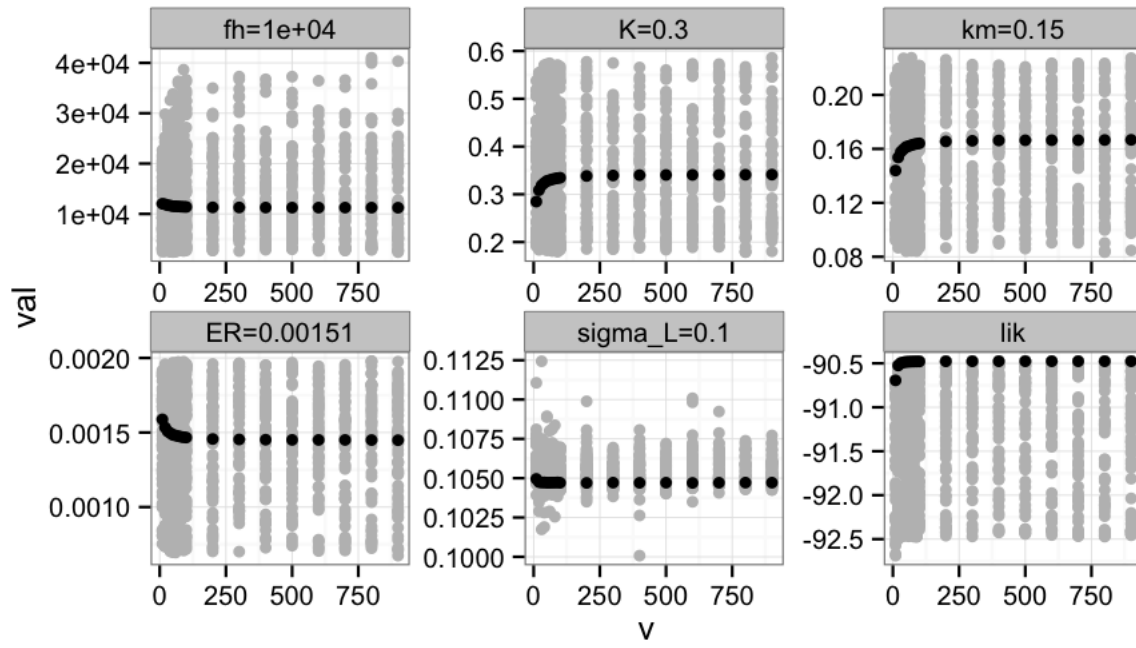 fh=1e+04
K=0.3
km=0.15
4e+04
3e+04
2e+04
1e+04
0.6
0.5
0.4
0.3
0.2
0.20
0.16
0.12
0.08
0 250 500 750
0 250 500 750
0 250 500 750
val
ER=0.00151
sigma_L=0.1
lik
0.0020
0.0015
0.0010
0.1125
0.1100
0.1075
0.1050
0.1025
0.1000
-90.5
-91.0
-91.5
-92.0
-92.5
0 250 500 750
0 250 500 750
0 250 500 750
v